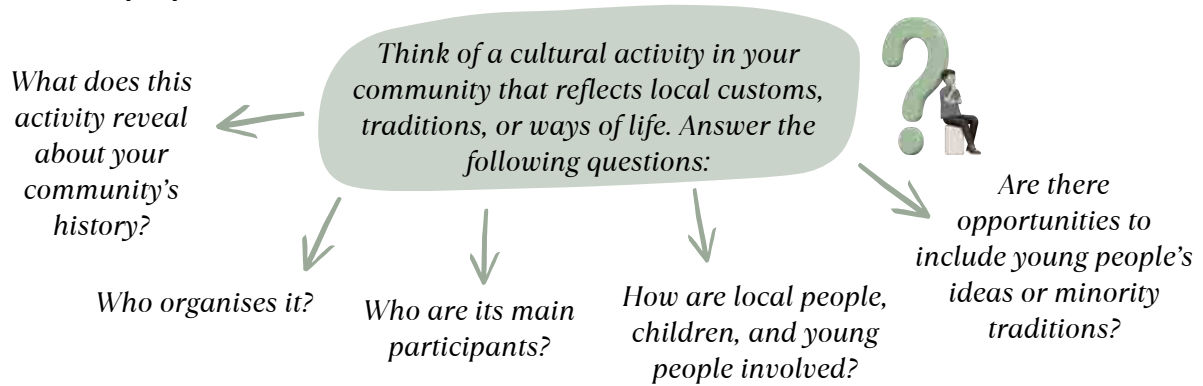 Think of a cultural activity in your
community that reflects local customs,
traditions, or ways of life. Answer the
following questions:
What does this
activity reveal
about your
community's
history?
Who organises it?
Who are its main
participants?
How are local people,
children, and young
people involved?
Are there
opportunities to
include young people's
ideas or minority
traditions?